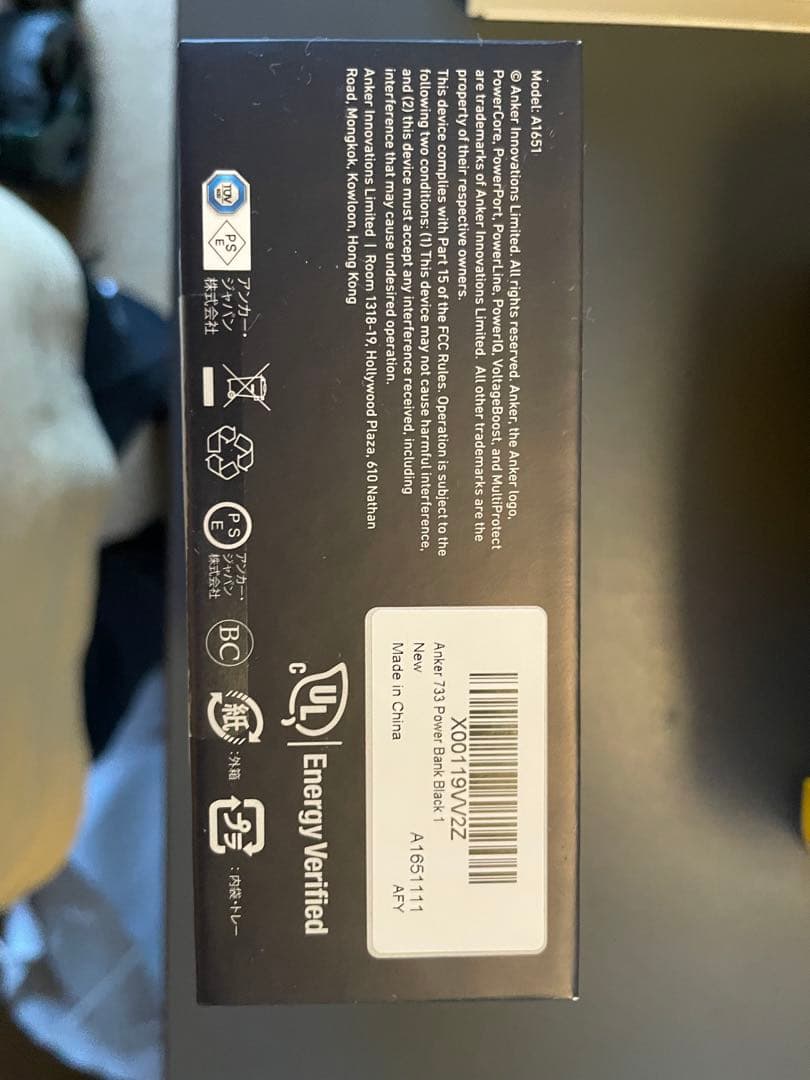 Model: A1651
© Anker Innovations Limited. All rights reserved. Anker, the Anker logo,
PowerCore, PowerPort, PowerLine, PowerIQ, VoltageBoost, and MultiProtect
are trademarks of Anker Innovations Limited. All other trademarks are the
property of their respective owners.
This device complies with Part 15 of the FCC Rules. Operation is subject to the
following two conditions: (1) This device may not cause harmful interference,
and (2) this device must accept any interference received, including
interference that may cause undesired operation.
Anker Innovations Limited | Room 1318-19, Hollywood Plaza, 610 Nathan
Road, Mongkok, Kowloon, Hong Kong
X00119VV2Z
Anker 733 Power Bank Black 1
New
A1651111
Made in China
AFY
C UL Energy Verified
TÜV
PS
E
アンカー・
ジャパン
株式会社
PS
E
アンカー・
ジャパン
株式会社
BC
紙
:外箱
プラ
:内袋・トレー